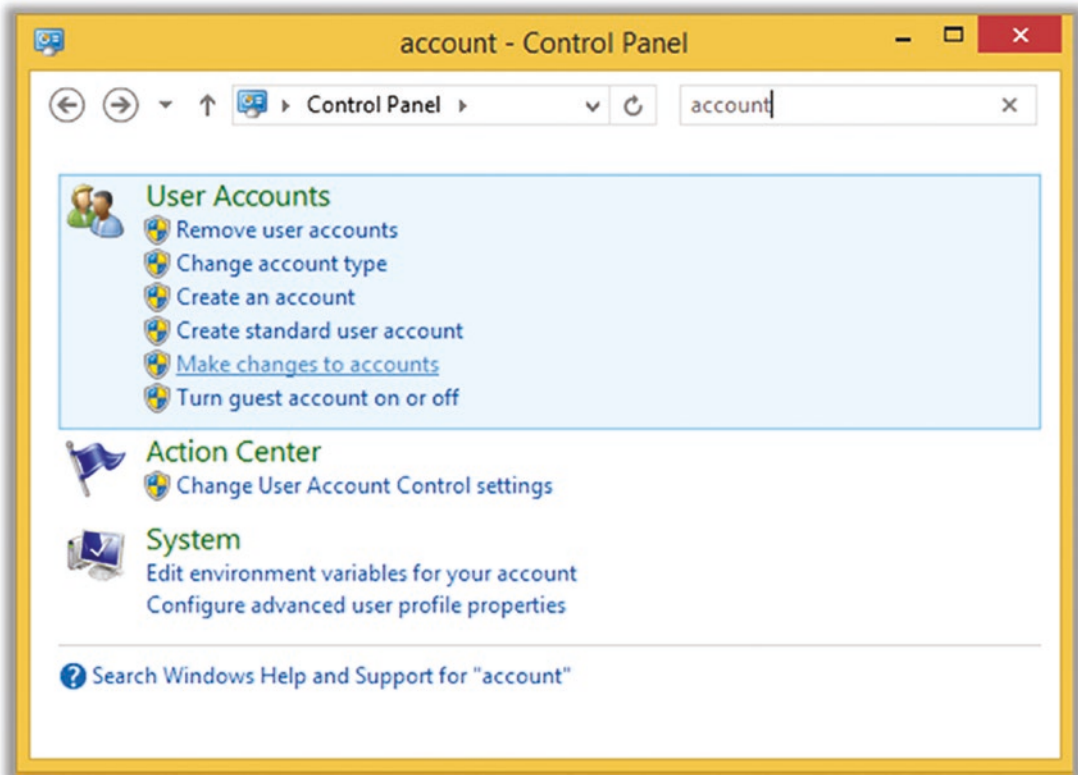 account - Control Panel
Control Panel
account
User Accounts
Remove user accounts
Change account type
Create an account
Create standard user account
Make changes to accounts
Turn guest account on or off
Action Center
Change User Account Control settings
System
Edit environment variables for your account
Configure advanced user profile properties
Search Windows Help and Support for "account"